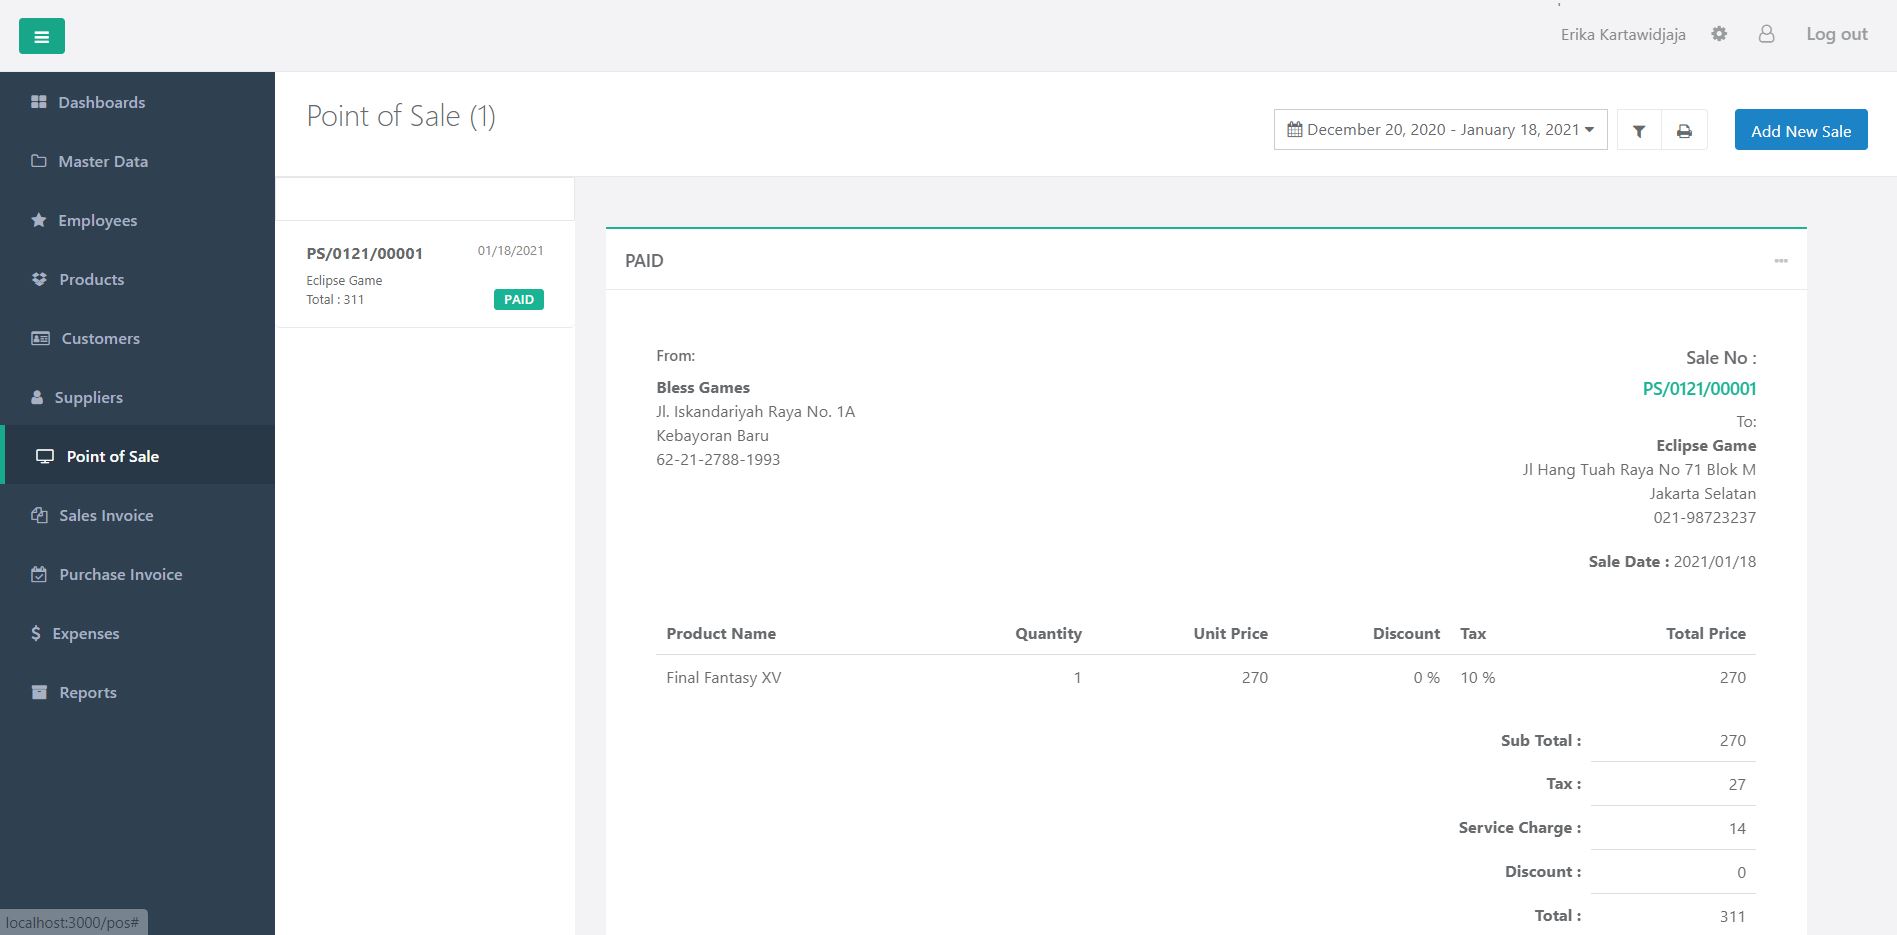 Erika Kartawidjaja
Log out
Dashboards
Master Data
Employees
Products
Customers
Suppliers
Point of Sale
Sales Invoice
Purchase Invoice
Expenses
Reports
localhost:3000/pos#
Point of Sale (1)
December 20, 2020 - January 18, 2021
Add New Sale
PS/0121/00001 01/18/2021
Eclipse Game
Total : 311 PAID
PAID
From:
Bless Games
Jl. Iskandariyah Raya No. 1A
Kebayoran Baru
62-21-2788-1993
Sale No :
PS/0121/00001
To:
Eclipse Game
Jl Hang Tuah Raya No 71 Blok M
Jakarta Selatan
021-98723237
Sale Date : 2021/01/18
Product Name Quantity Unit Price Discount Tax Total Price
Final Fantasy XV 1 270 0 % 10 % 270
Sub Total : 270
Tax : 27
Service Charge : 14
Discount : 0
Total : 311